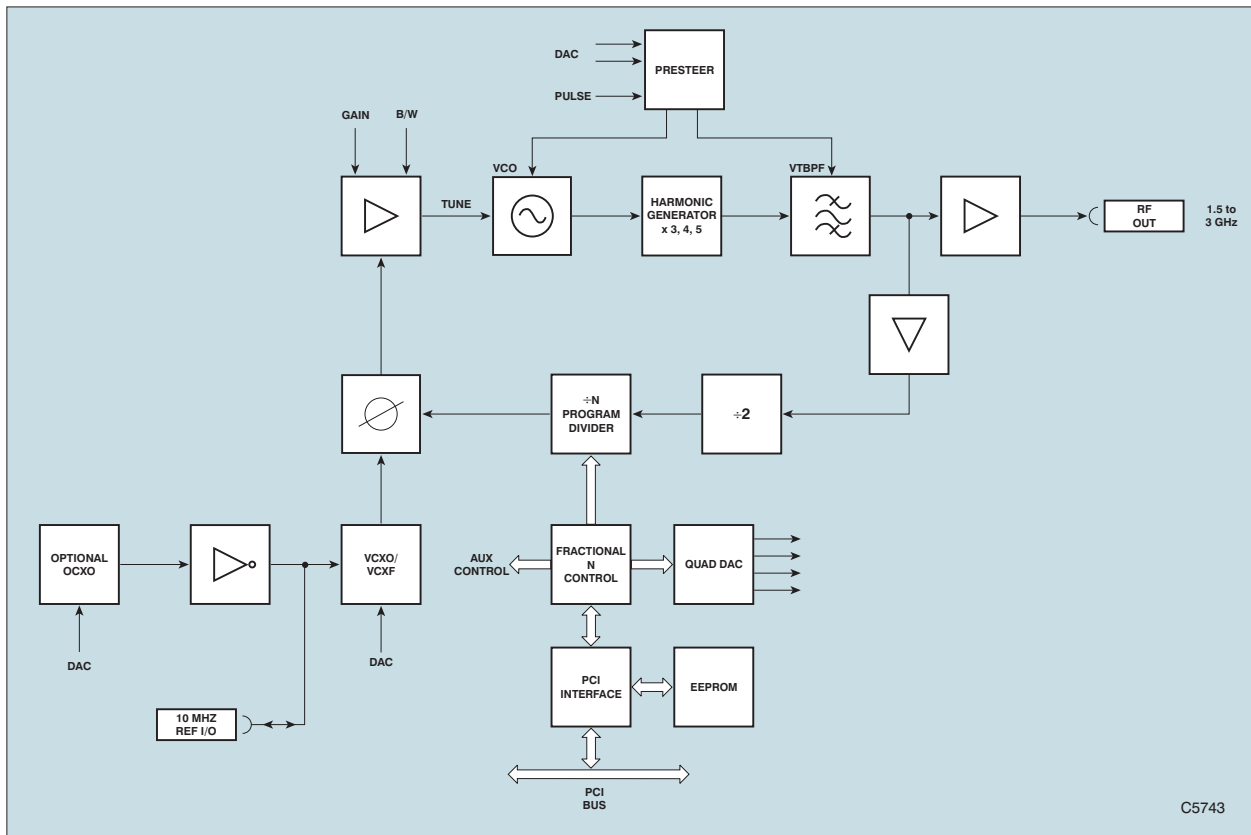 DAC
PRESTEER
PULSE
GAIN
B/W
VCO
VTBPF
TUNE
HARMONIC
GENERATOR
x 3, 4, 5
RF
OUT
1.5 to
3 GHz
÷N
PROGRAM
DIVIDER
÷2
OPTIONAL
OCXO
VCXO/
VCXF
AUX
CONTROL
FRACTIONAL
N
CONTROL
QUAD DAC
DAC
DAC
PCI
INTERFACE
EEPROM
10 MHZ
REF I/O
PCI
BUS
C5743